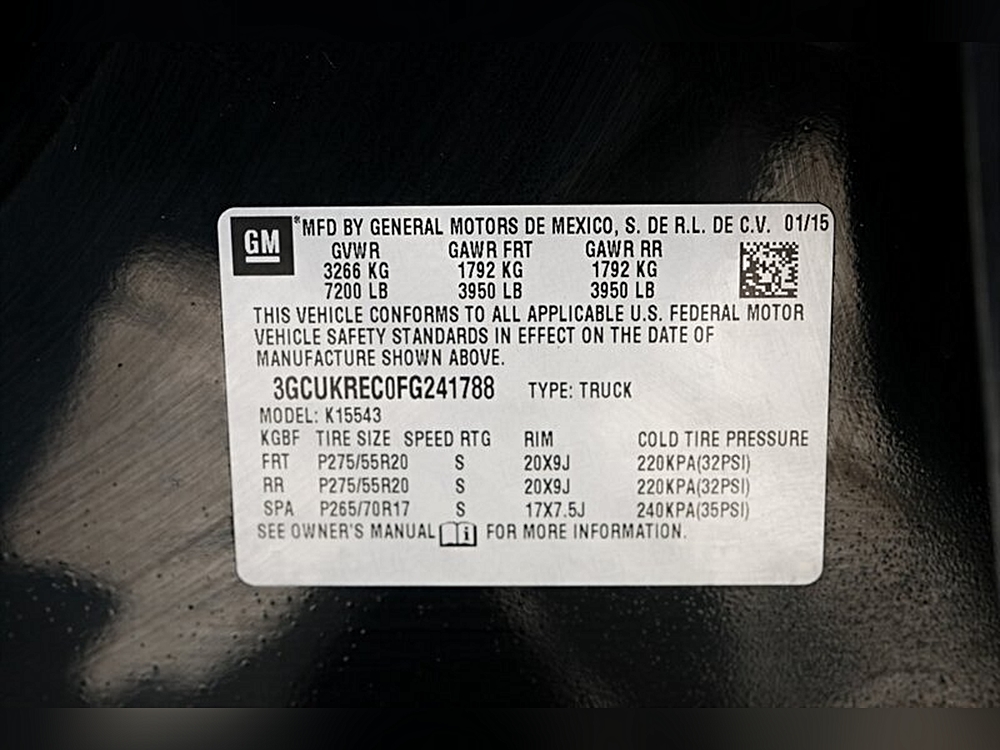 GM *MFD BY GENERAL MOTORS DE MEXICO, S. DE R.L. DE C.V. 01/15
GVWR GAWR FRT GAWR RR
3266 KG 1792 KG 1792 KG
7200 LB 3950 LB 3950 LB
THIS VEHICLE CONFORMS TO ALL APPLICABLE U.S. FEDERAL MOTOR
VEHICLE SAFETY STANDARDS IN EFFECT ON THE DATE OF
MANUFACTURE SHOWN ABOVE.
3GCUKREC0FG241788 TYPE: TRUCK
MODEL: K15543
KGBF TIRE SIZE SPEED RTG RIM COLD TIRE PRESSURE
FRT P275/55R20 S 20X9J 220KPA(32PSI)
RR P275/55R20 S 20X9J 220KPA(32PSI)
SPA P265/70R17 S 17X7.5J 240KPA(35PSI)
SEE OWNER'S MANUAL i FOR MORE INFORMATION.